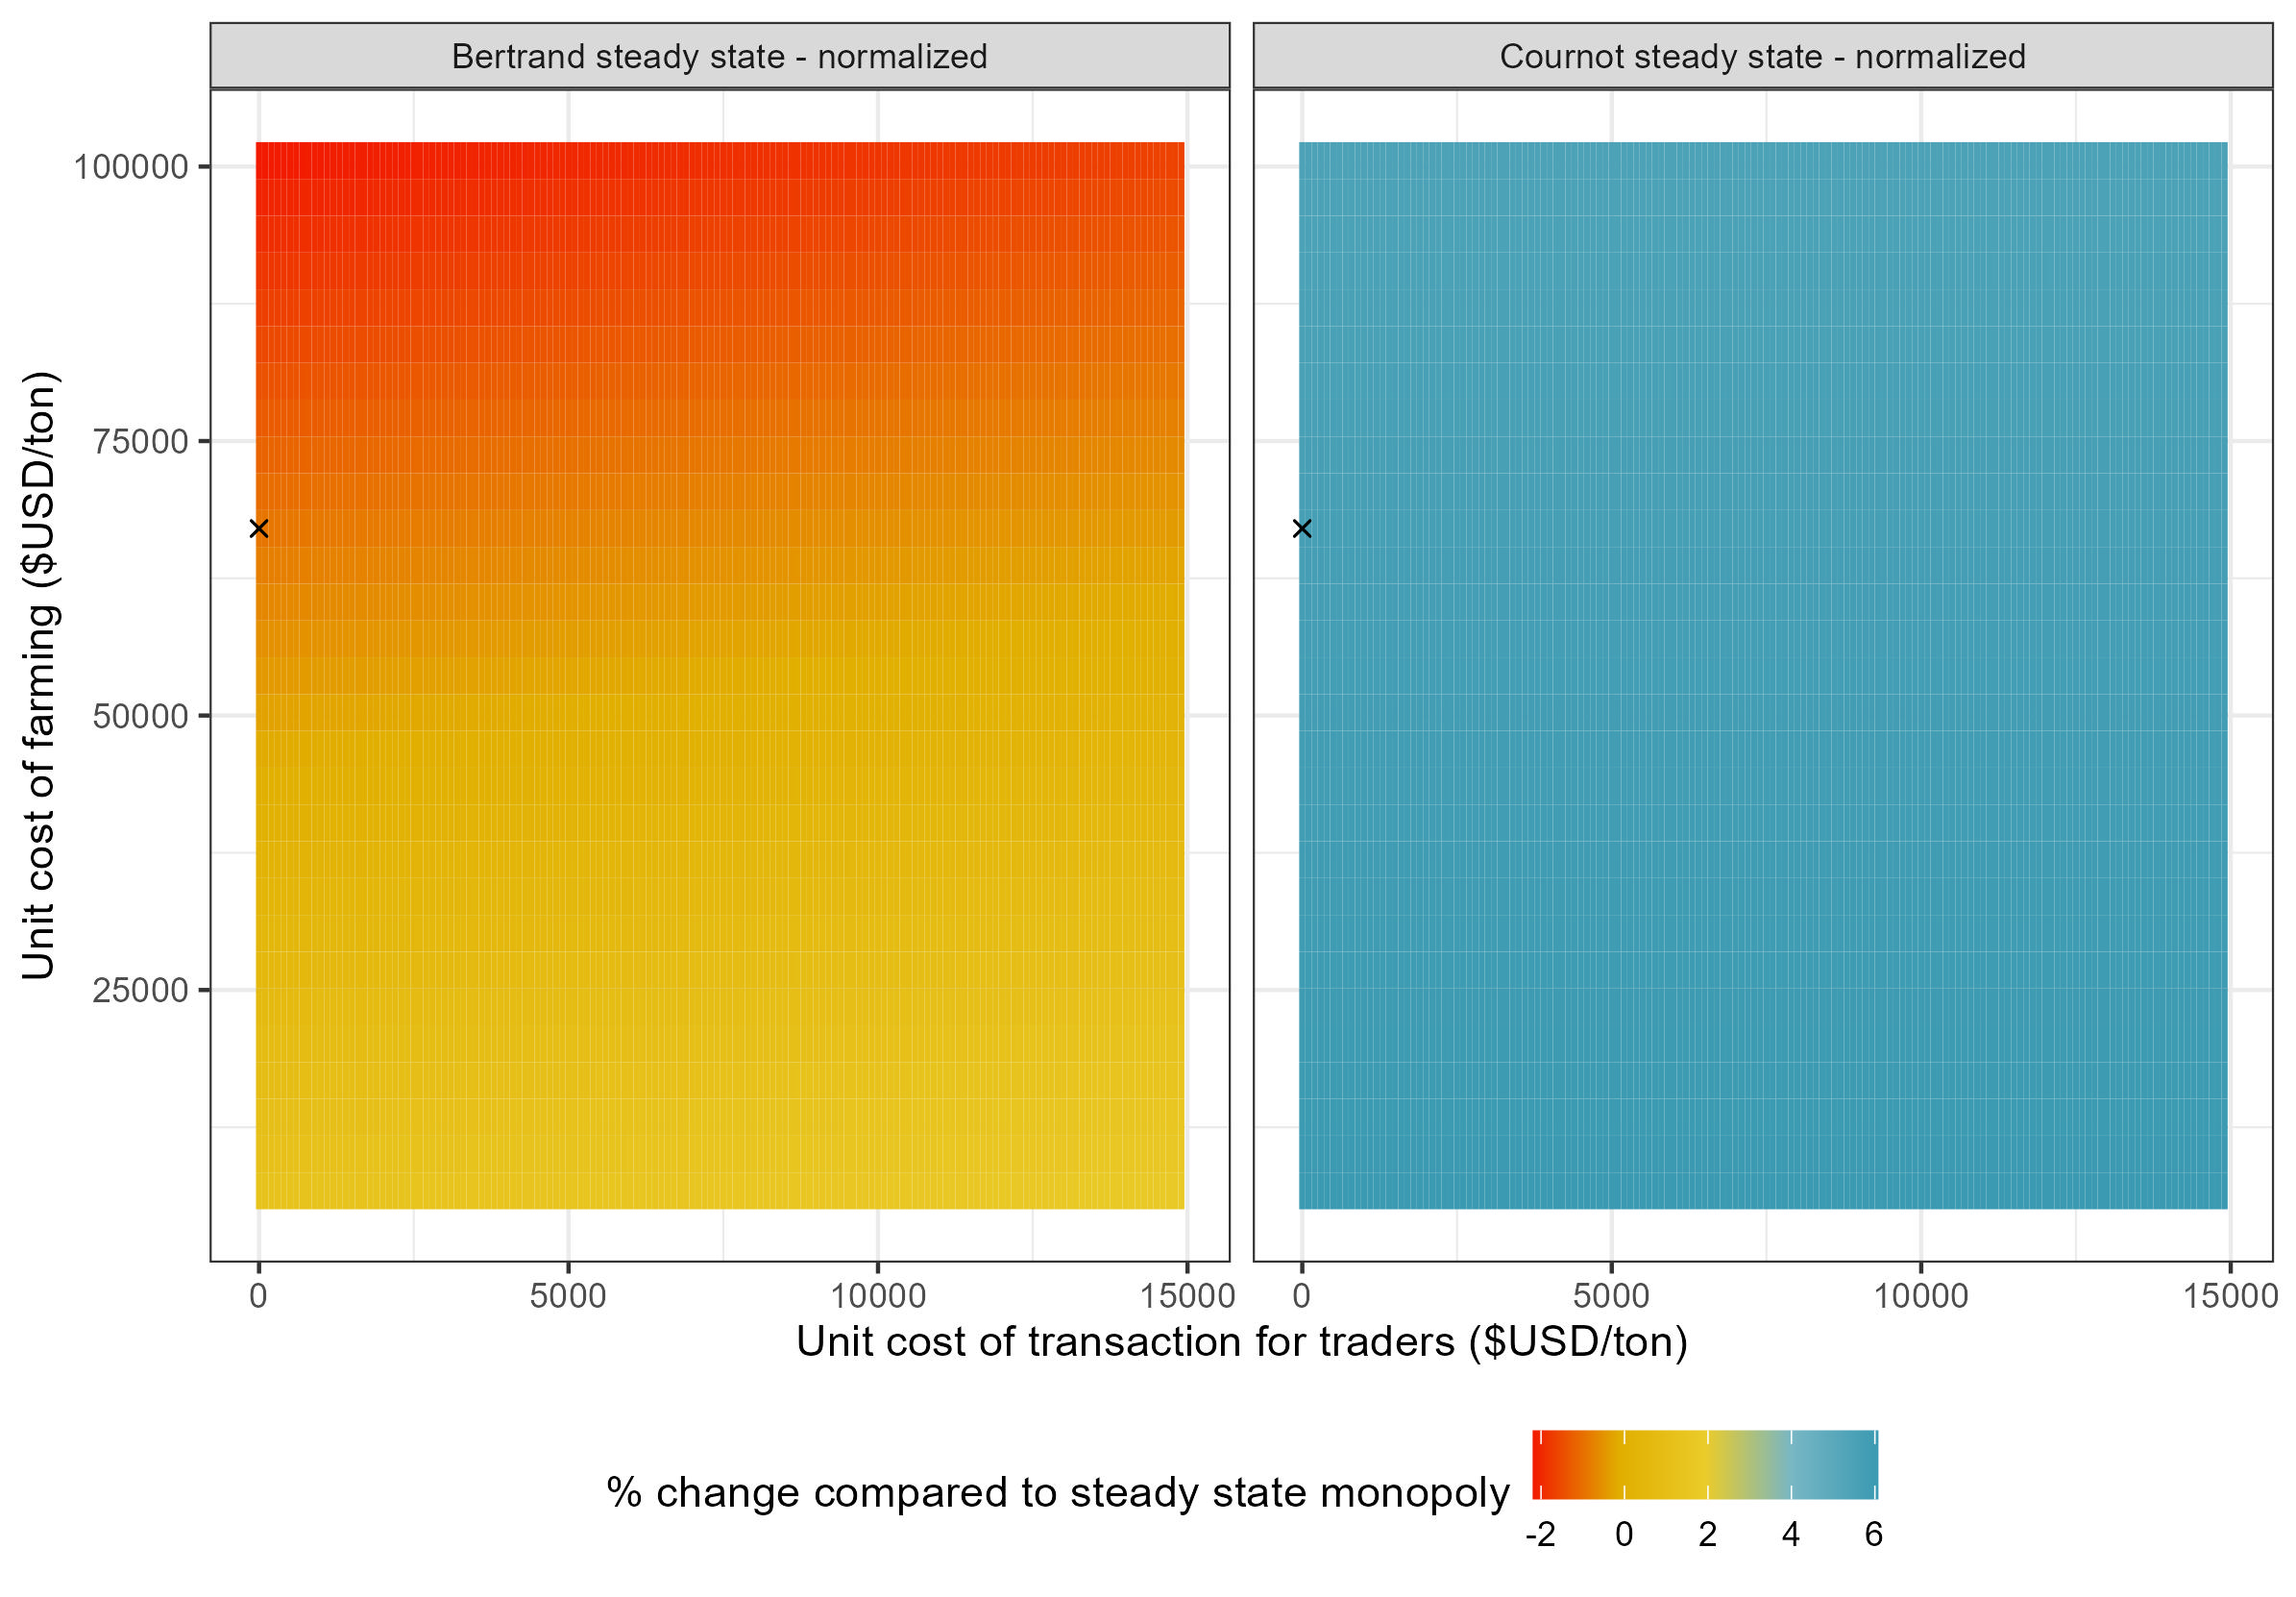 Bertrand steady state - normalized
Cournot steady state - normalized
Unit cost of farming ($USD/ton)
100000
75000
50000
25000
0 5000 10000 15000
0 5000 10000 15000
Unit cost of transaction for traders ($USD/ton)
% change compared to steady state monopoly
-2 0 2 4 6